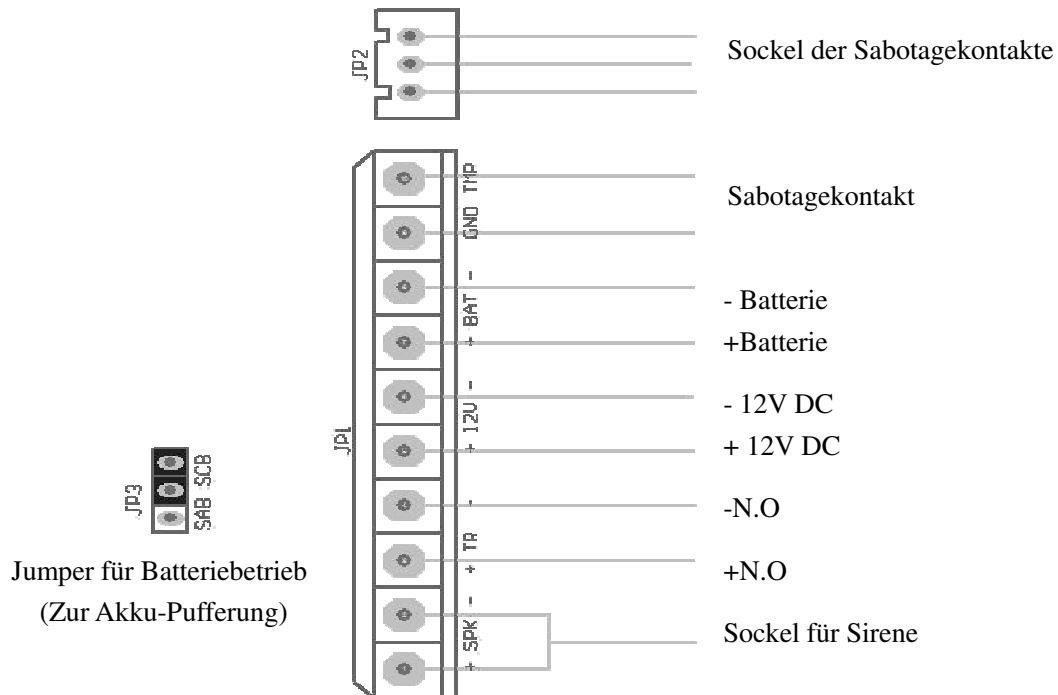 JP2
Sockel der Sabotagekontakte
TMP
GND
Sabotagekontakt
-
BAT
+
- Batterie
+Batterie
-
12V
+
- 12V DC
+ 12V DC
JP1
-
TR
+
-N.O
+N.O
-
SPK
+
Sockel für Sirene
JP3
SCB
SAB
Jumper für Batteriebetrieb
(Zur Akku-Pufferung)